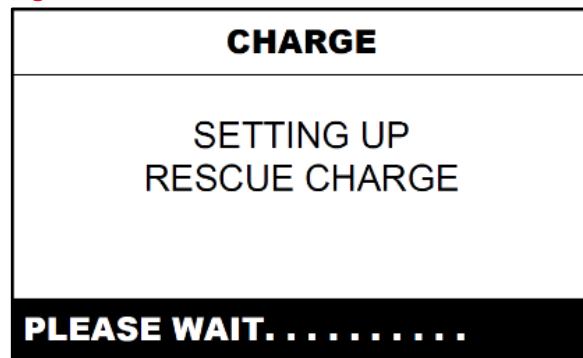 CHARGE
SETTING UP
RESCUE CHARGE
PLEASE WAIT. . . . . . . . . .